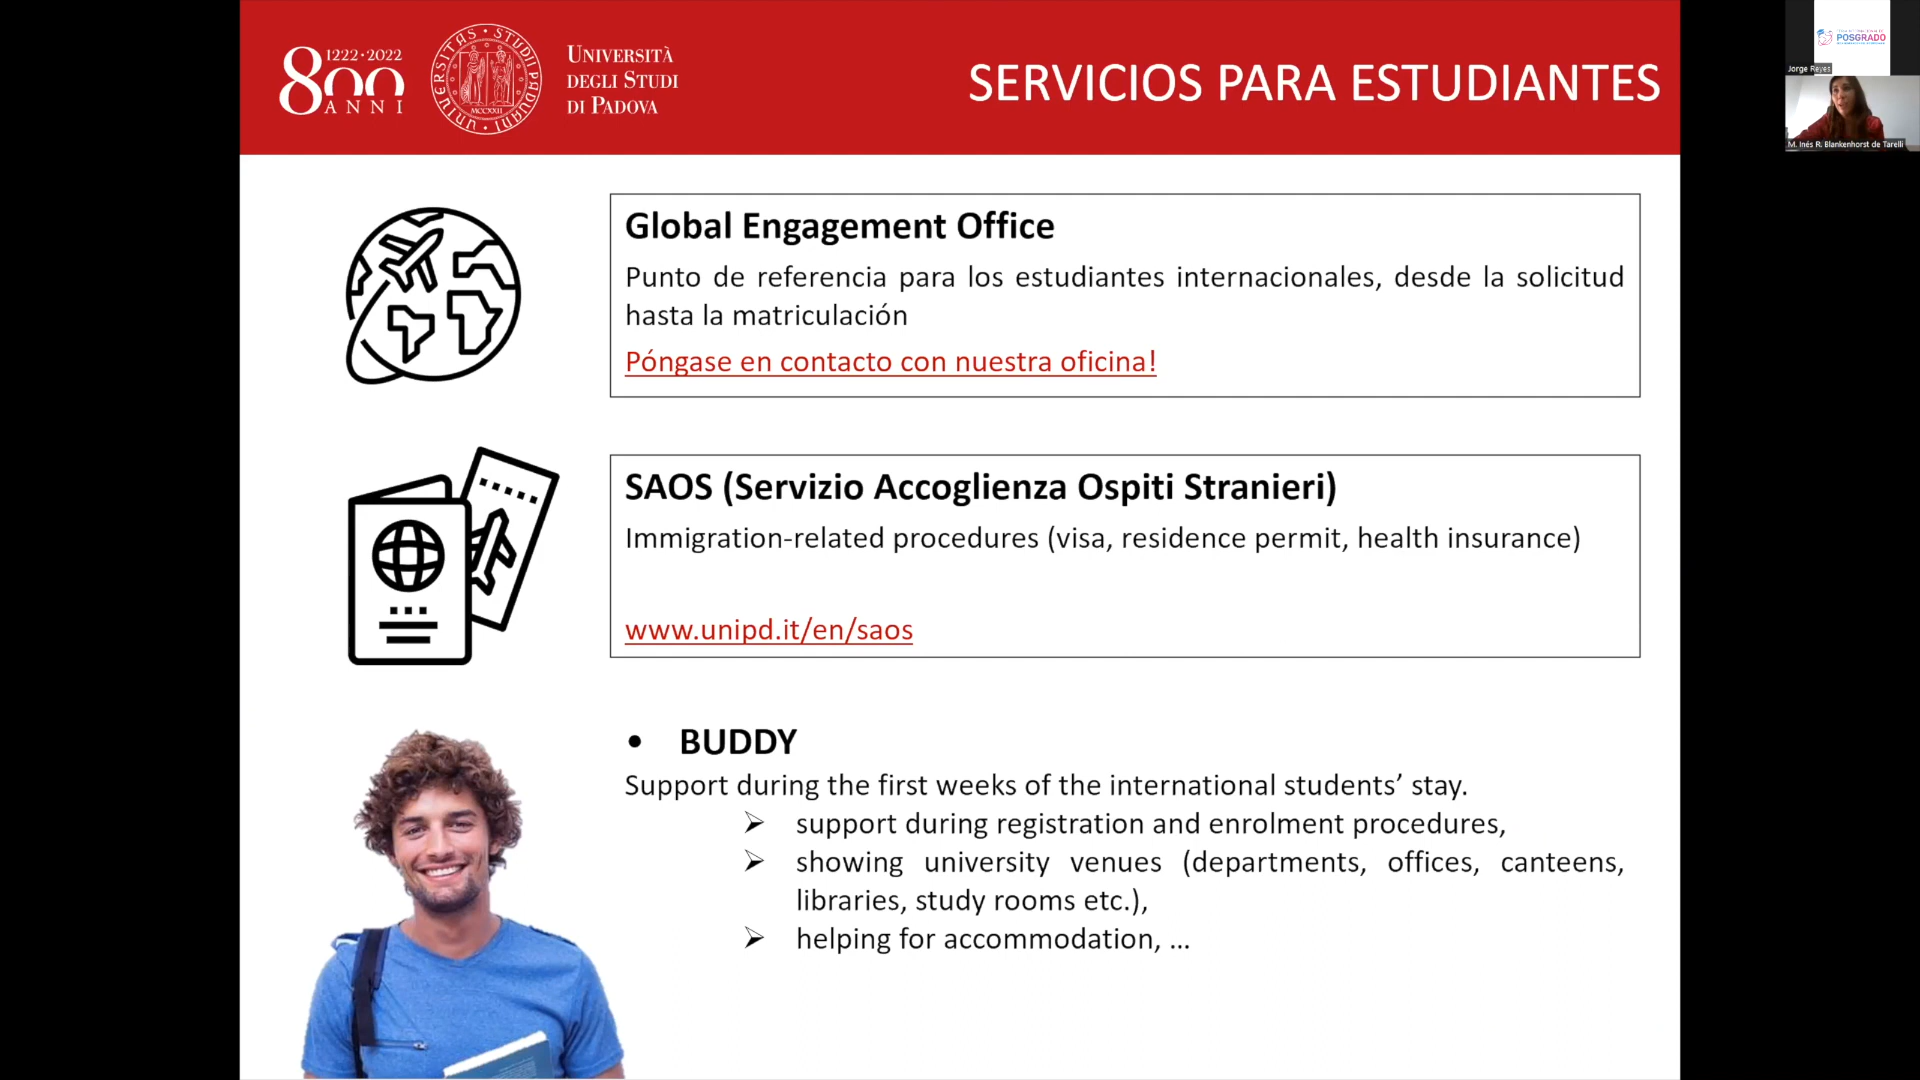 1222•2022
800
ANNI
UNIVERSITAS • STUDII PADUANI
MCCXXII
UNIVERSITÀ
DEGLI STUDI
DI PADOVA
SERVICIOS PARA ESTUDIANTES
POSGRADO
Jorge Reyes
M. Inés R. Blankenhorst de Tarelli
Global Engagement Office
Punto de referencia para los estudiantes internacionales, desde la solicitud
hasta la matriculación
Póngase en contacto con nuestra oficina!
SAOS (Servizio Accoglienza Ospiti Stranieri)
Immigration-related procedures (visa, residence permit, health insurance)
www.unipd.it/en/saos
• BUDDY
Support during the first weeks of the international students’ stay.
➢ support during registration and enrolment procedures,
➢ showing university venues (departments, offices, canteens,
libraries, study rooms etc.),
➢ helping for accommodation, ...